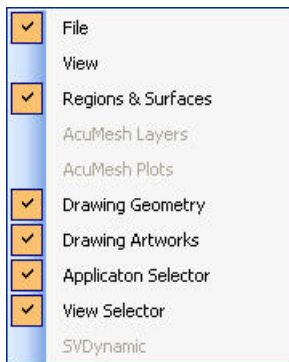 File
View
Regions & Surfaces
AcuMesh Layers
AcuMesh Plots
Drawing Geometry
Drawing Artworks
Applicaton Selector
View Selector
SVDynamic